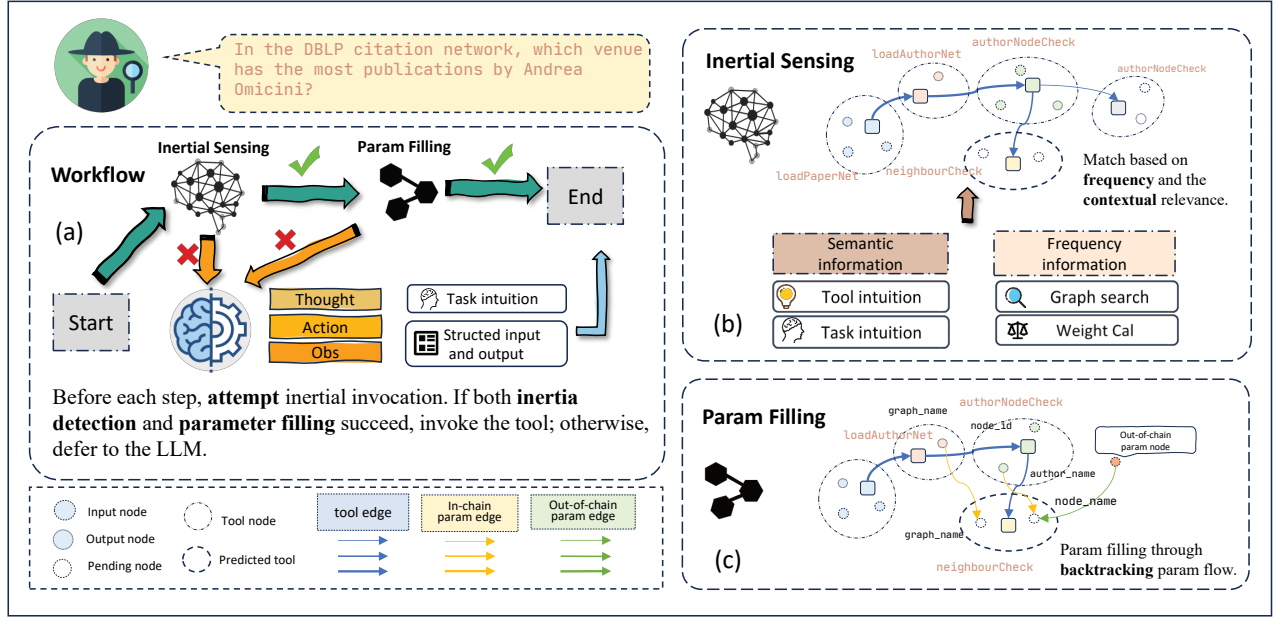 In the DBLP citation network, which venue
has the most publications by Andrea
Omicini?
Workflow
(a)
Inertial Sensing
Param Filling
Start
End
Thought
Action
Obs
Task intuition
Structed input
and output
Before each step, attempt inertial invocation. If both inertia
detection and parameter filling succeed, invoke the tool; otherwise,
defer to the LLM.
Input node
Output node
Pending node
Tool node
Predicted tool
tool edge
In-chain
param edge
Out-of-chain
param edge
Inertial Sensing
loadAuthorNet
authorNodeCheck
authorNodeCheck
loadPaperNet
neighbourCheck
Match based on
frequency and the
contextual relevance.
Semantic
information
Tool intuition
Task intuition
Frequency
information
Graph search
Weight Cal
(b)
Param Filling
graph_name
authorNodeCheck
loadAuthorNet
node_id
Out-of-chain
param node
author_name
node_name
graph_name
neighbourCheck
Param filling through
backtracking param flow.
(c)